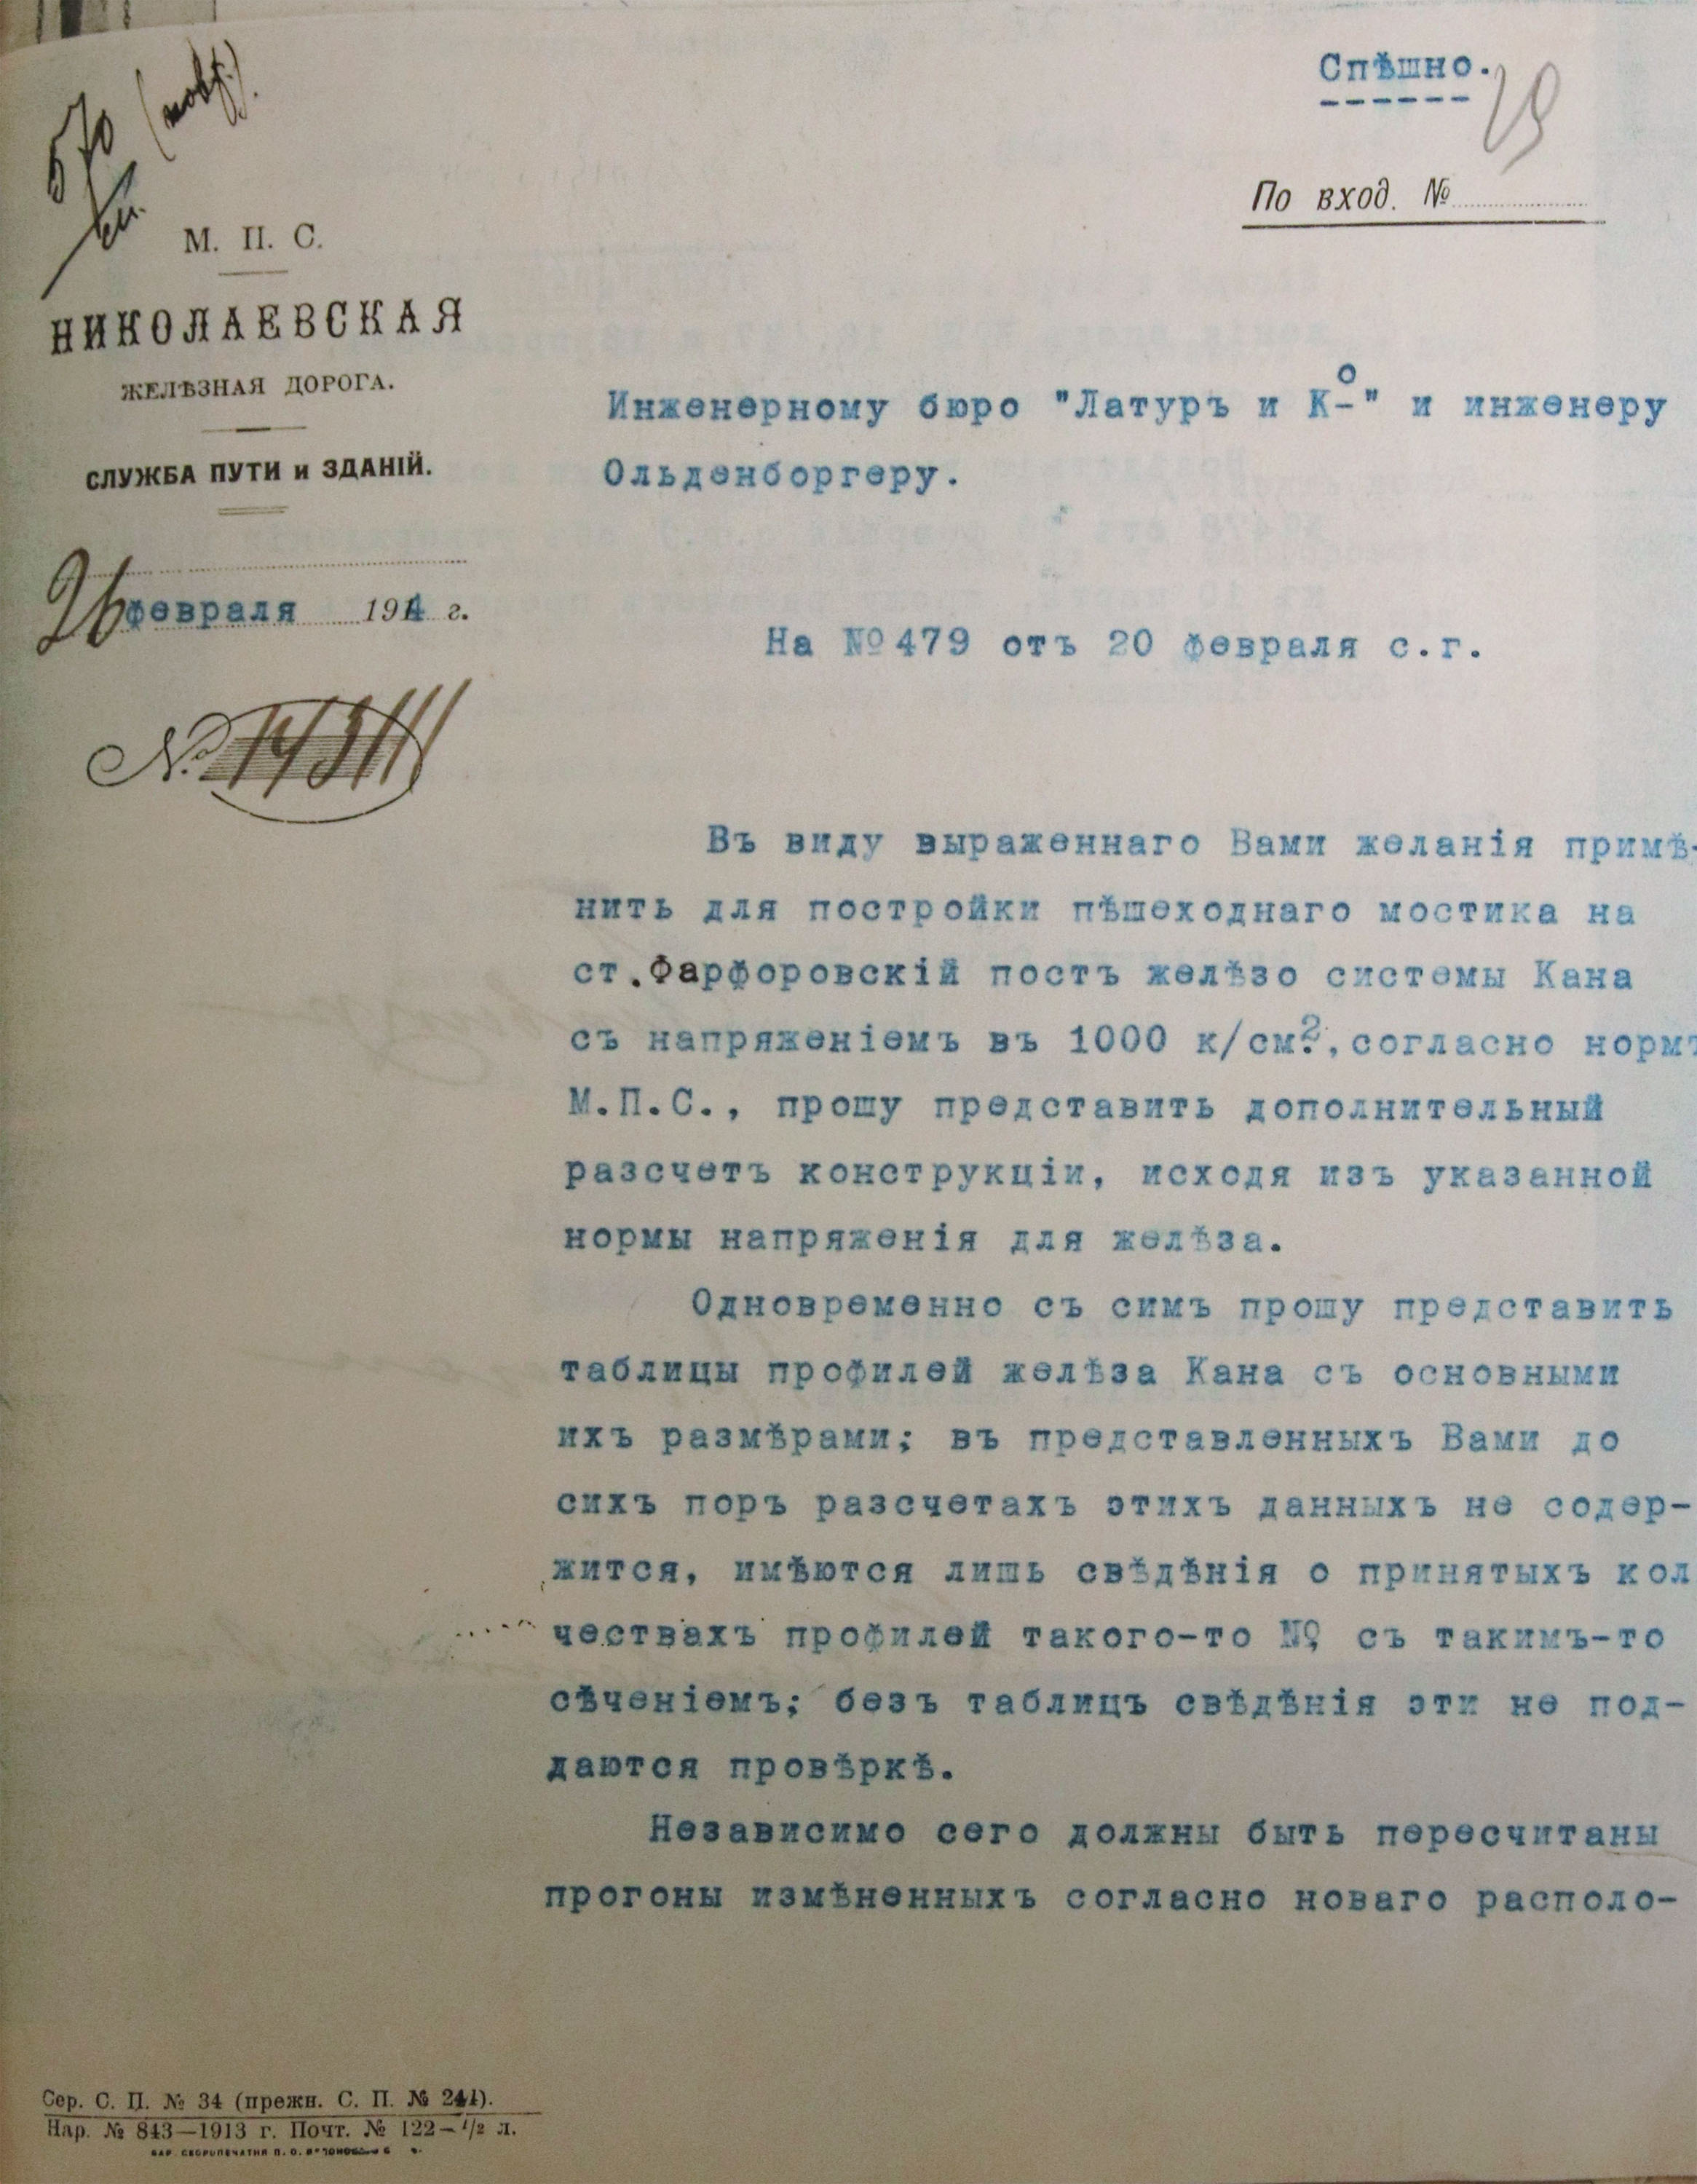 Спѣшно.
29
По вход. №
570 (повт.)
М. П. С.
НИКОЛАЕВСКАЯ
ЖЕЛѢЗНАЯ ДОРОГА.
СЛУЖБА ПУТИ и ЗДАНІЙ.
26 февраля 1914 г.
№
Инженерному бюро "Латуръ и Кº" и инженеру
Ольденборгеру.
На №479 отъ 20 февраля с.г.
Въ виду выраженнаго Вами желанія примѣ-
нить для постройки пѣшеходнаго мостика на
ст.Фарфоровскій постъ желѣзо системы Кана
съ напряженіемъ въ 1000 к/см²., согласно нормъ
М.П.С., прошу представить дополнительный
разсчетъ конструкціи, исходя изъ указанной
нормы напряженія для желѣза.
Одновременно съ симъ прошу представить
таблицы профилей желѣза Кана съ основными
ихъ размѣрами; въ представленныхъ Вами до
сихъ поръ разсчетахъ этихъ данныхъ не содер-
жится, имѣются лишь свѣдѣнія о принятыхъ кол
чествахъ профилей такого-то №, съ такимъ-то
сѣченіемъ; безъ таблицъ свѣдѣнія эти не под-
даются провѣркѣ.
Независимо сего должны быть пересчитаны
прогоны измѣненныхъ согласно новаго располо-
Сер. С. П. № 34 (прежн. С. П. № 241).
Нар. № 843—1913 г. Почт. № 122—1/2 л.